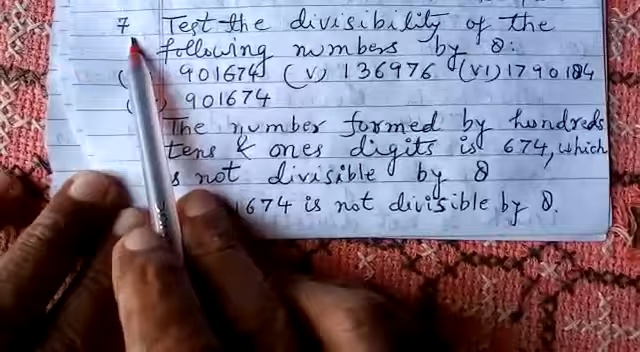 7 Test the divisibility of the
following numbers by 8:
( 901674 (V) 136976 (VI) 1790184
( ) 901674
The number formed by hundreds
tens & ones digits is 674, which
s not divisible by 8
1674 is not divisible by 8.